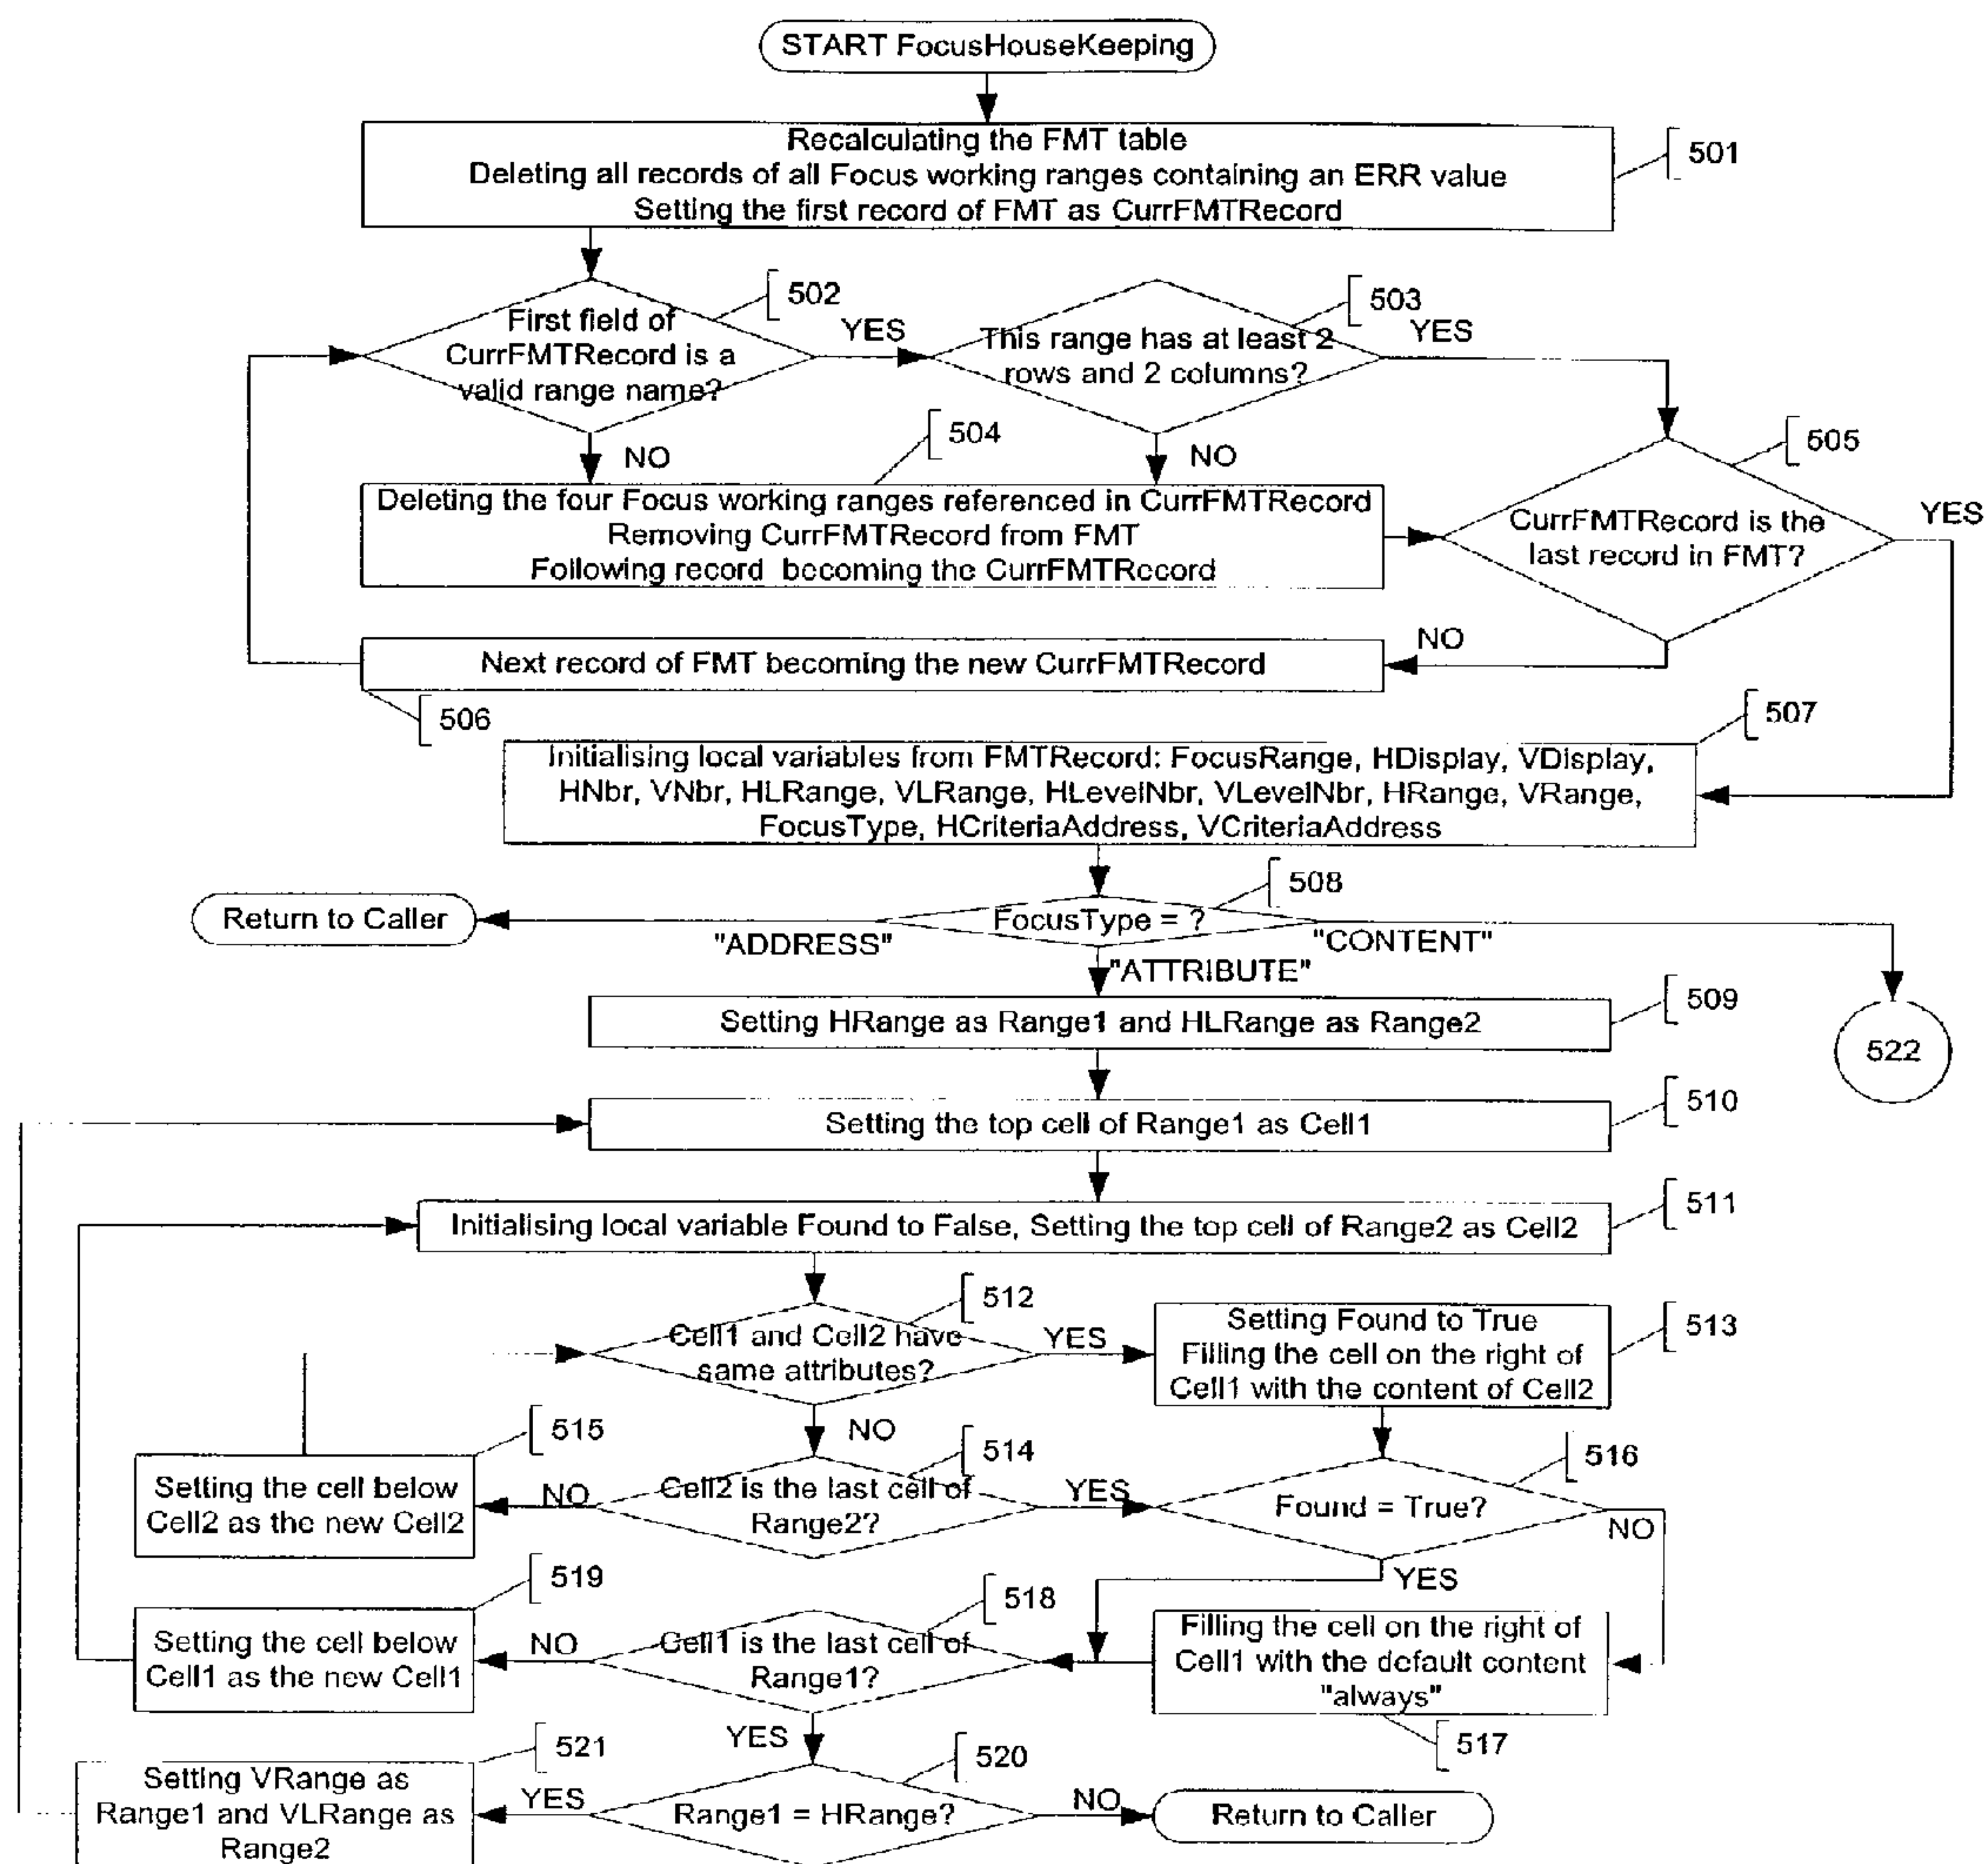 START FocusHouseKeeping
Recalculating the FMT table
Deleting all records of all Focus working ranges containing an ERR value
Setting the first record of FMT as CurrFMTRecord
501
First field of
CurrFMTRecord is a
valid range name?
502
YES
NO
This range has at least 2
rows and 2 columns?
503
YES
NO
504
Deleting the four Focus working ranges referenced in CurrFMTRecord
Removing CurrFMTRecord from FMT
Following record becoming the CurrFMTRecord
505
CurrFMTRecord is the
last record in FMT?
YES
NO
Next record of FMT becoming the new CurrFMTRecord
506
507
Initialising local variables from FMTRecord: FocusRange, HDisplay, VDisplay,
HNbr, VNbr, HLRange, VLRange, HLevelNbr, VLevelNbr, HRange, VRange,
FocusType, HCriteriaAddress, VCriteriaAddress
508
Return to Caller
FocusType = ?
"ADDRESS"
"CONTENT"
"ATTRIBUTE"
522
Setting HRange as Range1 and HLRange as Range2
509
Setting the top cell of Range1 as Cell1
510
Initialising local variable Found to False, Setting the top cell of Range2 as Cell2
511
Cell1 and Cell2 have
same attributes?
512
YES
NO
Setting Found to True
Filling the cell on the right of
Cell1 with the content of Cell2
513
515
Setting the cell below
Cell2 as the new Cell2
NO
Cell2 is the last cell of
Range2?
514
YES
Found = True?
516
NO
YES
519
Setting the cell below
Cell1 as the new Cell1
NO
Cell1 is the last cell of
Range1?
518
YES
Filling the cell on the right of
Cell1 with the default content
"always"
517
521
Setting VRange as
Range1 and VLRange as
Range2
YES
Range1 = HRange?
520
NO
Return to Caller